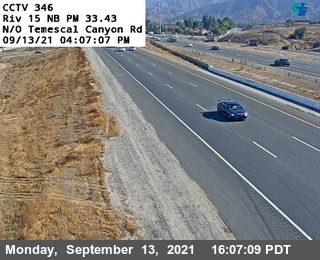 CCTV 346
Riv 15 NB PM 33.43
N/O Temescal Canyon Rd
09/13/21 04:07:07 PM
Monday, September 13, 2021 16:07:09 PDT